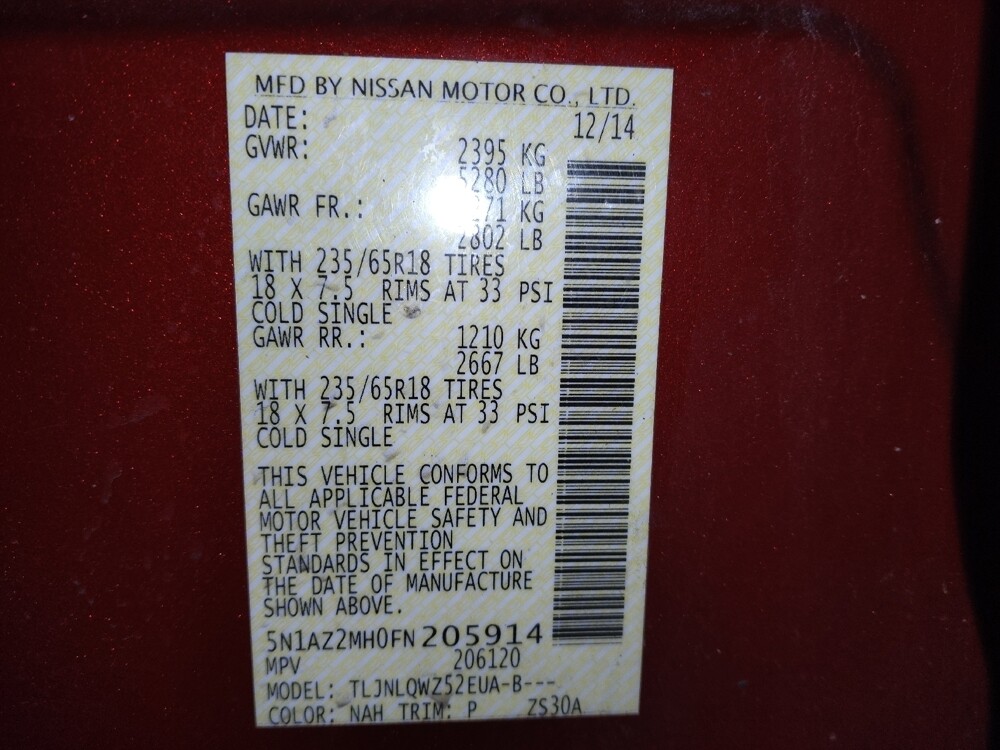 MFD BY NISSAN MOTOR CO., LTD.
DATE: 12/14
GVWR: 2395 KG
5280 LB
GAWR FR.: KG
2802 LB
WITH 235/65R18 TIRES
18 X 7.5 RIMS AT 33 PSI
COLD SINGLE
GAWR RR.: 1210 KG
2667 LB
WITH 235/65R18 TIRES
18 X 7.5 RIMS AT 33 PSI
COLD SINGLE
THIS VEHICLE CONFORMS TO
ALL APPLICABLE FEDERAL
MOTOR VEHICLE SAFETY AND
THEFT PREVENTION
STANDARDS IN EFFECT ON
THE DATE OF MANUFACTURE
SHOWN ABOVE.
5N1AZ2MH0FN 205914
MPV 206120
MODEL: TLJNLQWZ52EUA-B---
COLOR: NAH TRIM: P ZS30A